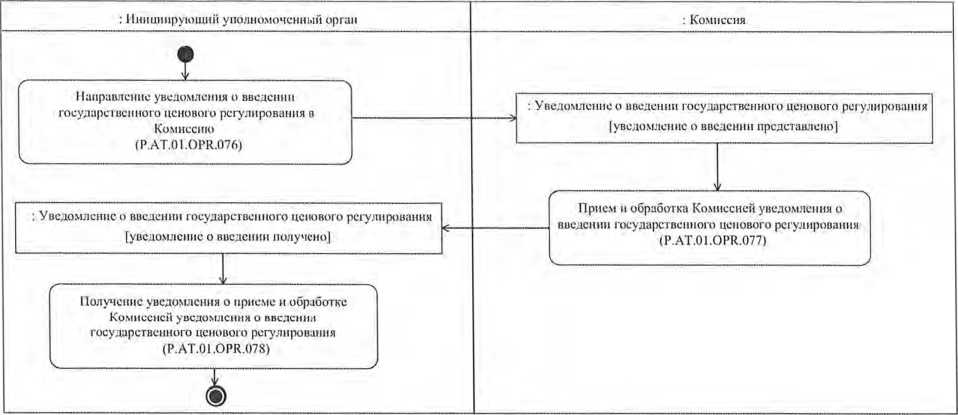 : Инициирующий уполномоченный орган
: Комиссия
Направление уведомления о введении
государственного ценового регулирования в
Комиссию
(P.AT.01.OPR.076)
: Уведомление о введении государственного ценового регулирования
[уведомление о введении представлено]
Прием и обработка Комиссией уведомления о
введении государственного ценового регулирования
(P.AT.01.OPR.077)
: Уведомление о введении государственного ценового регулирования
[уведомление о введении получено]
Получение уведомления о приеме и обработке
Комиссией уведомления о введении
государственного ценового регулирования
(P.AT.01.OPR.078)